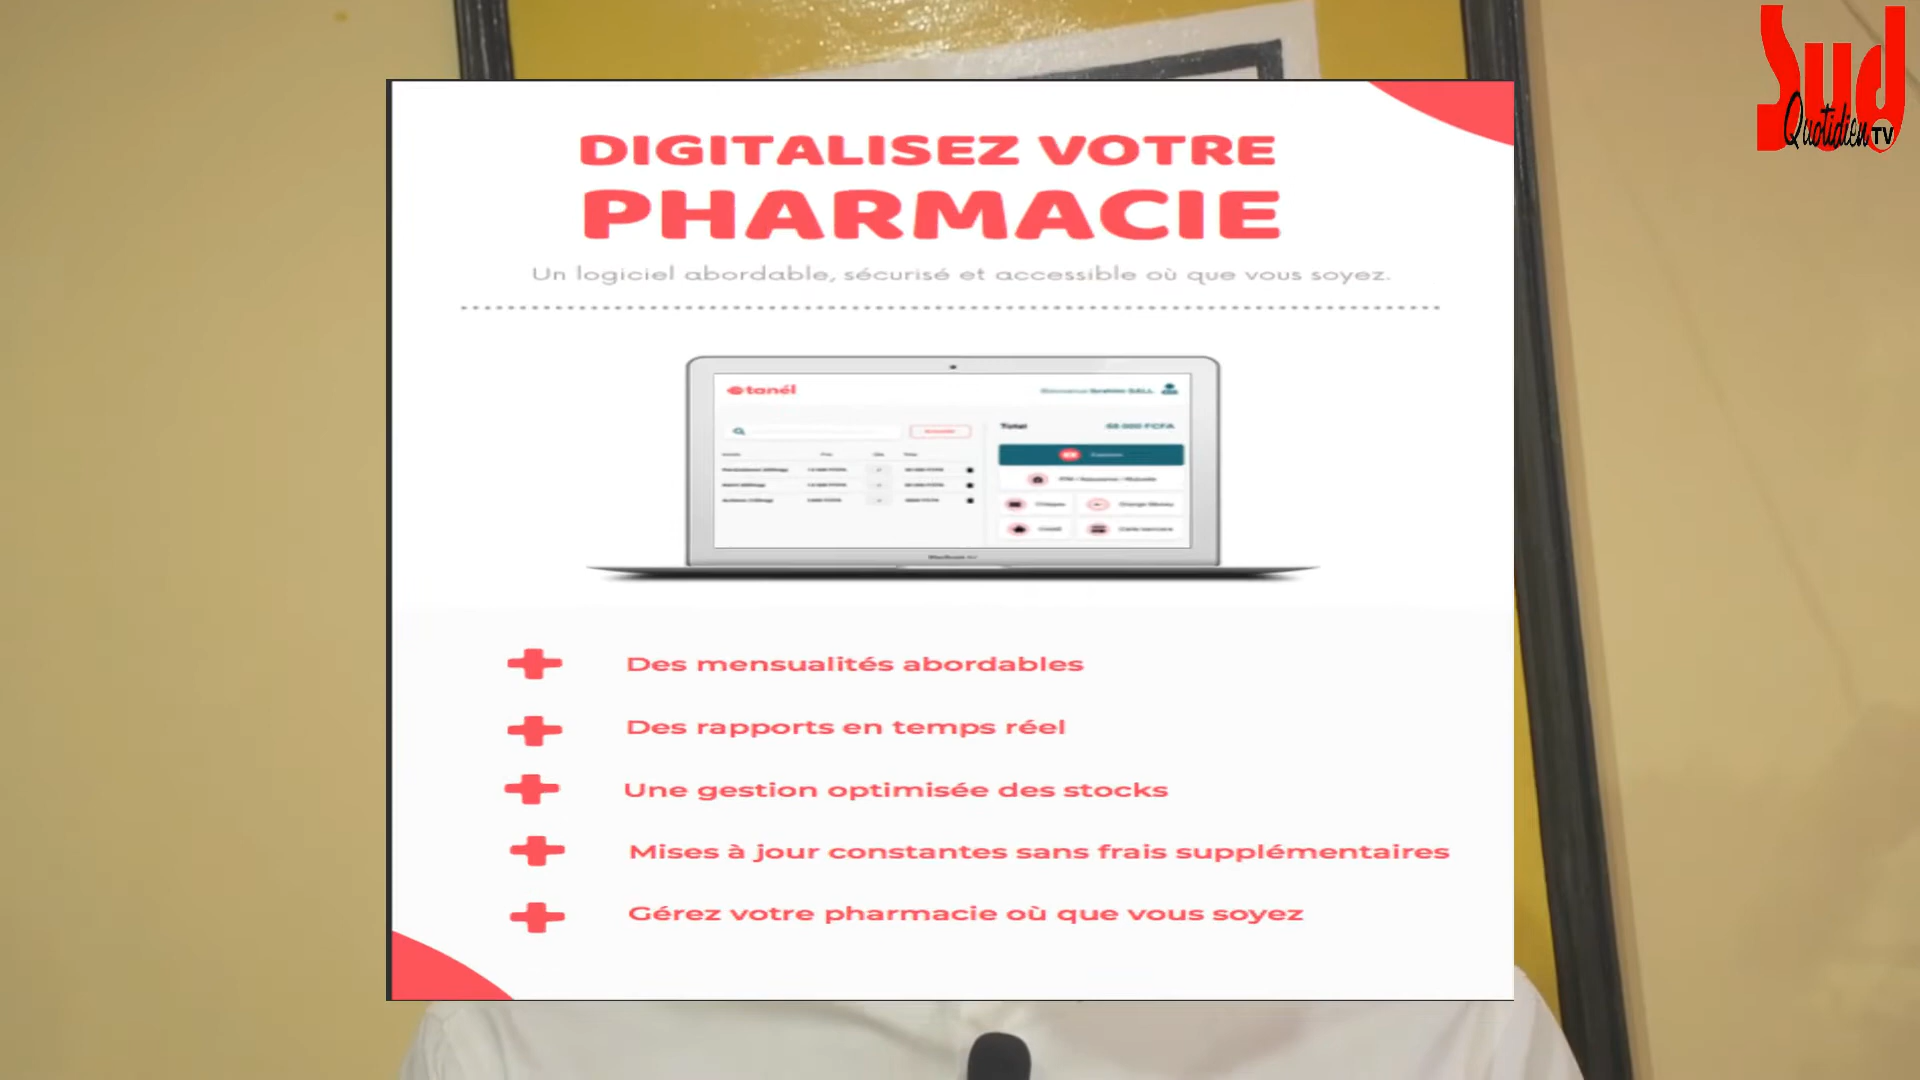 Sud
Quotidien TV
DIGITALISEZ VOTRE
PHARMACIE
Un logiciel abordable, sécurisé et accessible où que vous soyez.
tanél
Total
FCFA
Des mensualités abordables
Des rapports en temps réel
Une gestion optimisée des stocks
Mises à jour constantes sans frais supplémentaires
Gérez votre pharmacie où que vous soyez